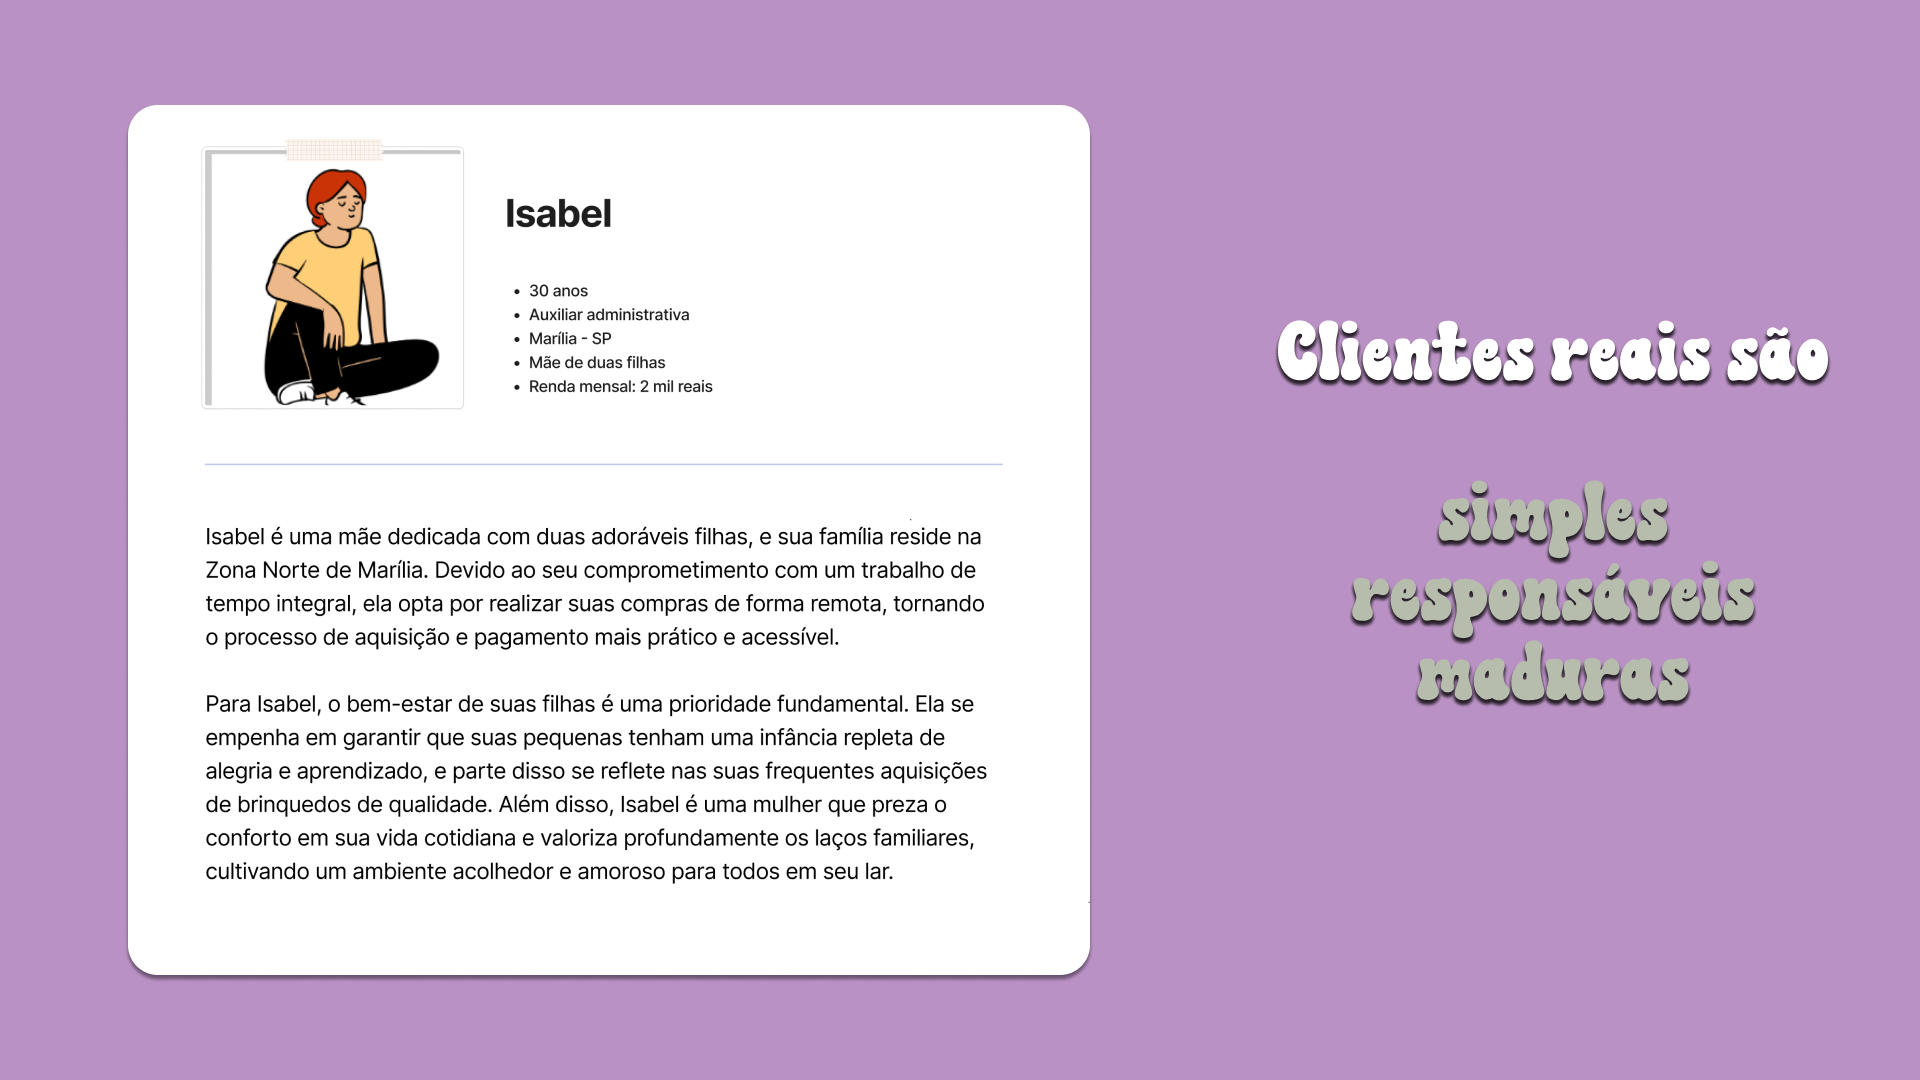 Isabel
• 30 anos
• Auxiliar administrativa
• Marília - SP
• Mãe de duas filhas
• Renda mensal: 2 mil reais
Isabel é uma mãe dedicada com duas adoráveis filhas, e sua família reside na
Zona Norte de Marília. Devido ao seu comprometimento com um trabalho de
tempo integral, ela opta por realizar suas compras de forma remota, tornando
o processo de aquisição e pagamento mais prático e acessível.
Para Isabel, o bem-estar de suas filhas é uma prioridade fundamental. Ela se
empenha em garantir que suas pequenas tenham uma infância repleta de
alegria e aprendizado, e parte disso se reflete nas suas frequentes aquisições
de brinquedos de qualidade. Além disso, Isabel é uma mulher que preza o
conforto em sua vida cotidiana e valoriza profundamente os laços familiares,
cultivando um ambiente acolhedor e amoroso para todos em seu lar.
Clientes reais são
simples
responsáveis
maduras